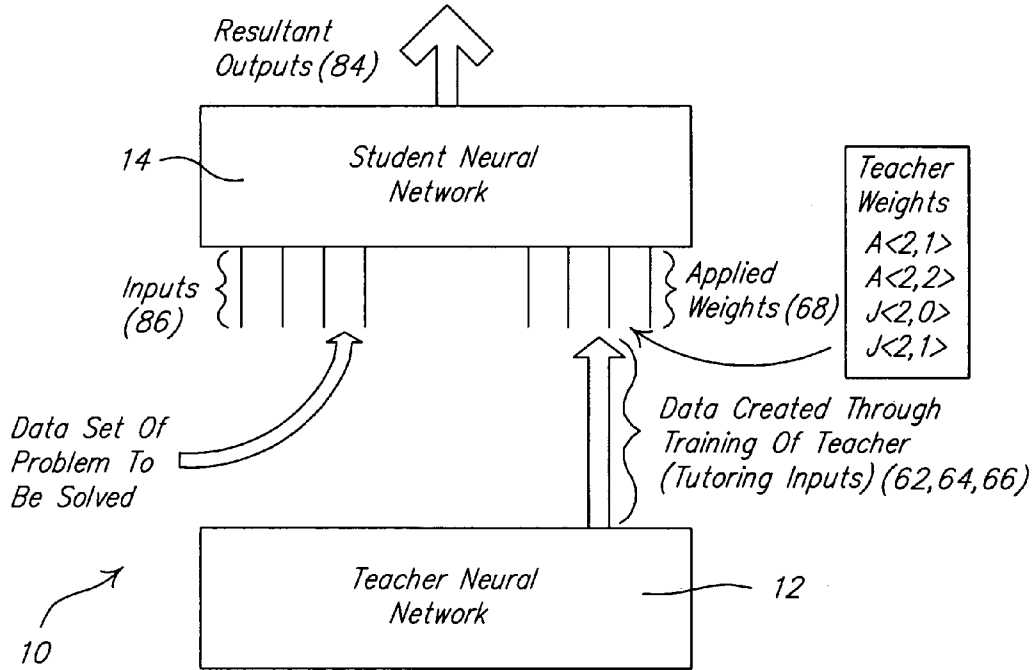 Resultant
Outputs (84)
14
Student Neural
Network
Teacher
Weights
A<2,1>
A<2,2>
J<2,0>
J<2,1>
Inputs
(86)
Applied
Weights (68)
Data Set Of
Problem To
Be Solved
Data Created Through
Training Of Teacher
(Tutoring Inputs) (62,64,66)
Teacher Neural
Network
12
10